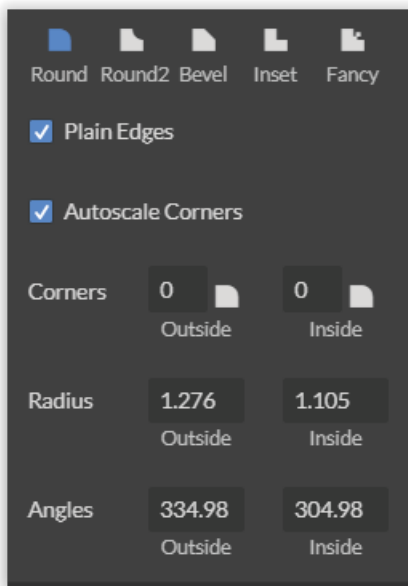 Round Round2 Bevel Inset Fancy
Plain Edges
Autoscale Corners
Corners 0 0
Outside Inside
Radius 1.276 1.105
Outside Inside
Angles 334.98 304.98
Outside Inside